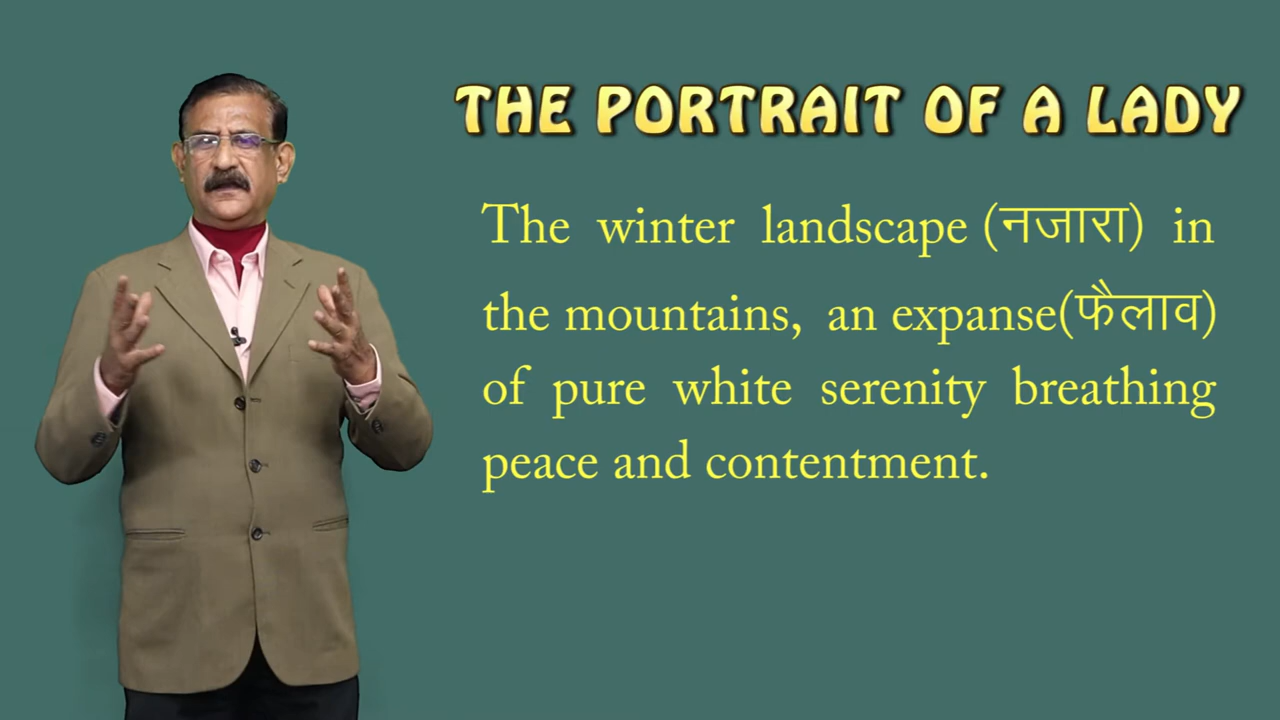 THE PORTRAIT OF A LADY
The winter landscape (नजारा) in
the mountains, an expanse(फैलाव)
of pure white serenity breathing
peace and contentment.